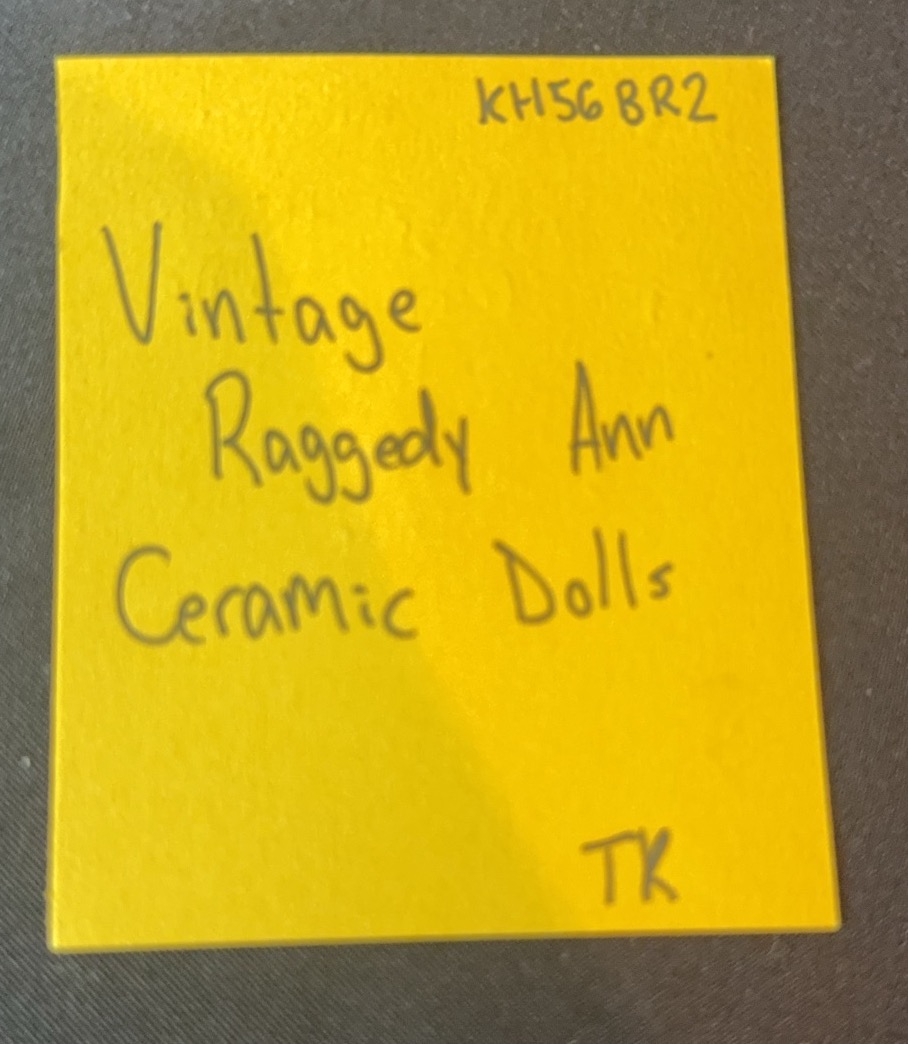 KH56BR2
Vintage
Raggedy Ann
Ceramic Dolls
TK